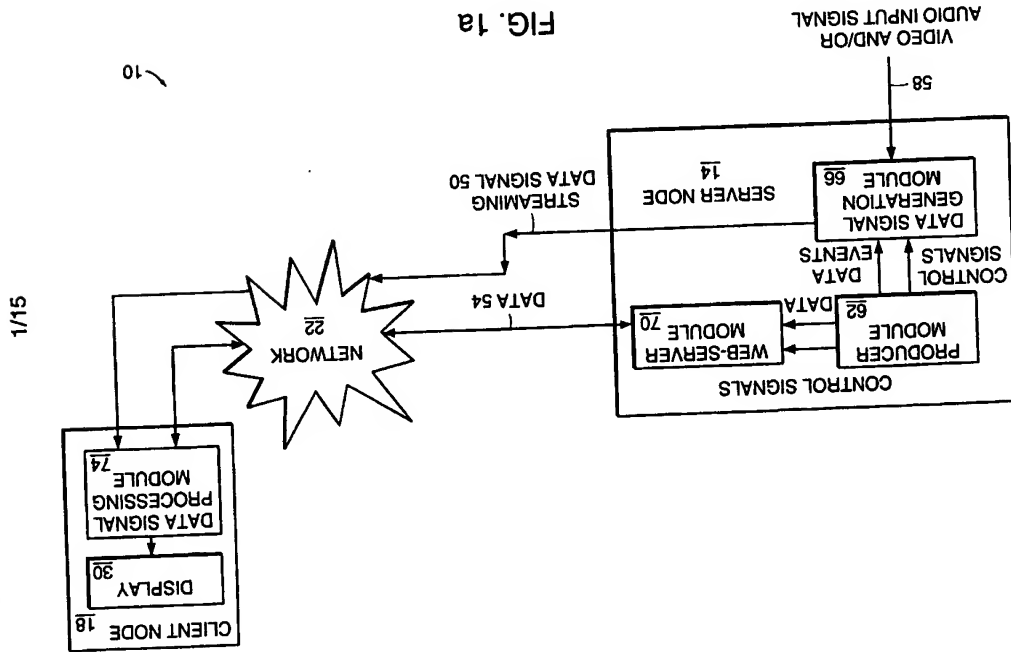 1/15
CLIENT NODE
18
DISPLAY
30
DATA SIGNAL
PROCESSING
MODULE
74
NETWORK
22
DATA 54
STREAMING
DATA SIGNAL 50
CONTROL SIGNALS
PRODUCER
MODULE
62
DATA
WEB-SERVER
MODULE
70
CONTROL
SIGNALS
DATA
EVENTS
DATA SIGNAL
GENERATION
MODULE
66
SERVER NODE
14
58
VIDEO AND/OR
AUDIO INPUT SIGNAL
10
FIG. 1a